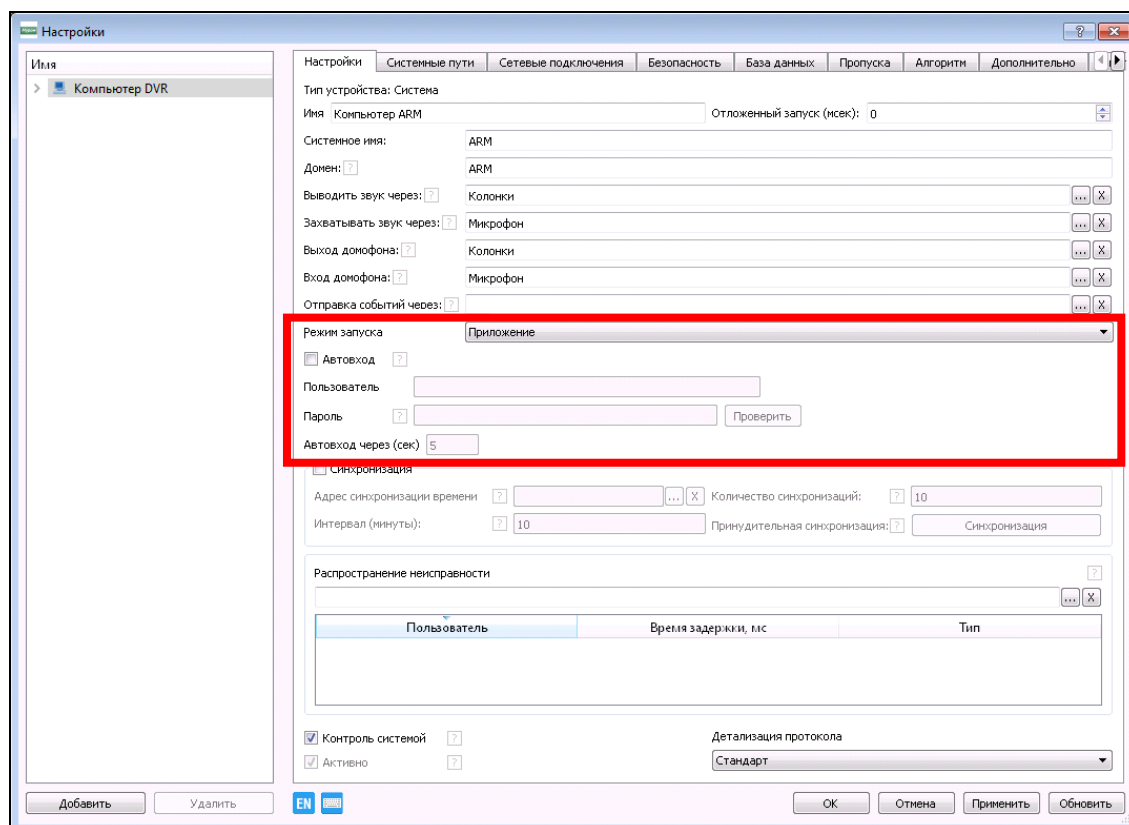 Настройки
Имя
Компьютер DVR
Настройки Системные пути Сетевые подключения Безопасность База данных Пропуска Алгоритм Дополнительно
Тип устройства: Система
Имя Компьютер ARM Отложенный запуск (мсек): 0
Системное имя: ARM
Домен: ? ARM
Выводить звук через: ? Колонки ... X
Захватывать звук через: ? Микрофон ... X
Выход домофона: ? Колонки ... X
Вход домофона: ? Микрофон ... X
Отправка событий через: ? ... X
Режим запуска Приложение
Автовход ?
Пользователь
Пароль ? Проверить
Автовход через (сек) 5
Синхронизация
Адрес синхронизации времени ? ... X Количество синхронизаций: ? 10
Интервал (минуты): ? 10 Принудительная синхронизация: ? Синхронизация
Распространение неисправности ?
... X
Пользователь Время задержки, мс Тип
Контроль системой ? Детализация протокола
Активно ? Стандарт
Добавить Удалить EN OK Отмена Применить Обновить